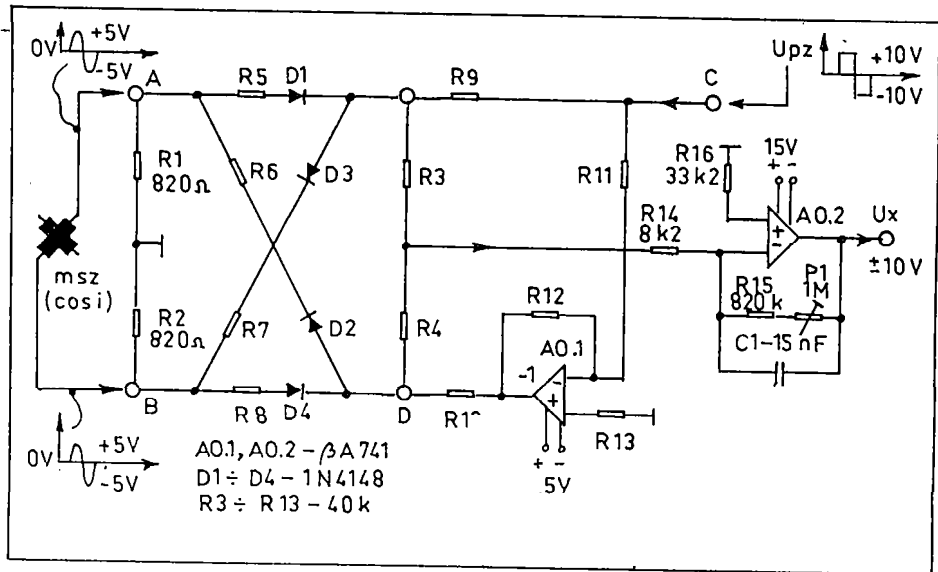 +5V
0V
-5V
A
R5
D1
R9
C
Upz
+10V
-10V
R1
820Ω
R6
D3
R3
R11
R16
33k2
15V
+ -
A0.2
Ux
±10V
R14
8k2
+
-
msz
(cosi)
R2
820Ω
R7
D2
R4
R12
A0.1
-1
-
+
R15
820k
P1
1M
C1-15nF
B
R8
D4
D
R13
+ -
5V
+5V
0V
-5V
A0.1, A0.2 - βA741
D1 ÷ D4 - 1N4148
R3 ÷ R13 - 40k